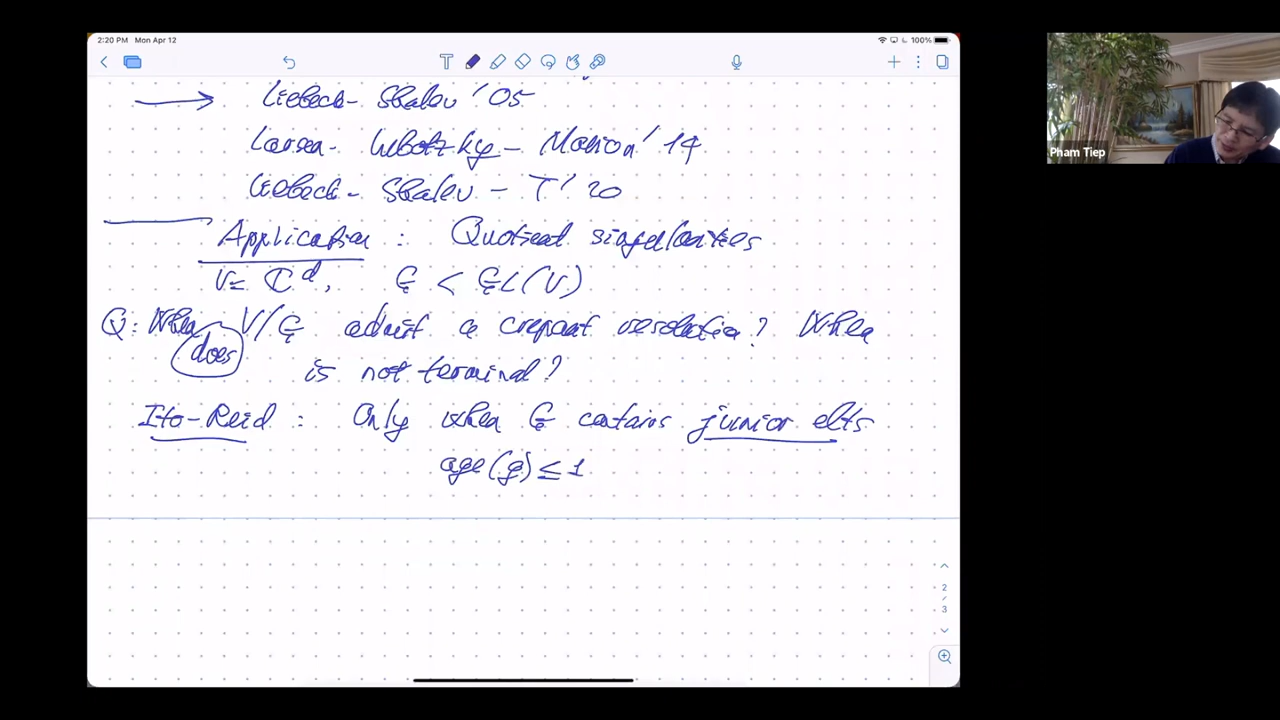 2:20 PM Mon Apr 12
100%
Liebeck- Shalev '05
Larsen- Lubotzky- Marion '14
Liebeck- Shalev - T '20
Application : Quotient singularities
V= ℂ^d, G < GL(V)
Q: When does V/G admit a crepant resolution? When
is not terminal?
Ito-Reid : Only when G contains junior elts
age(g) ≤ 1
2
3
Pham Tiep